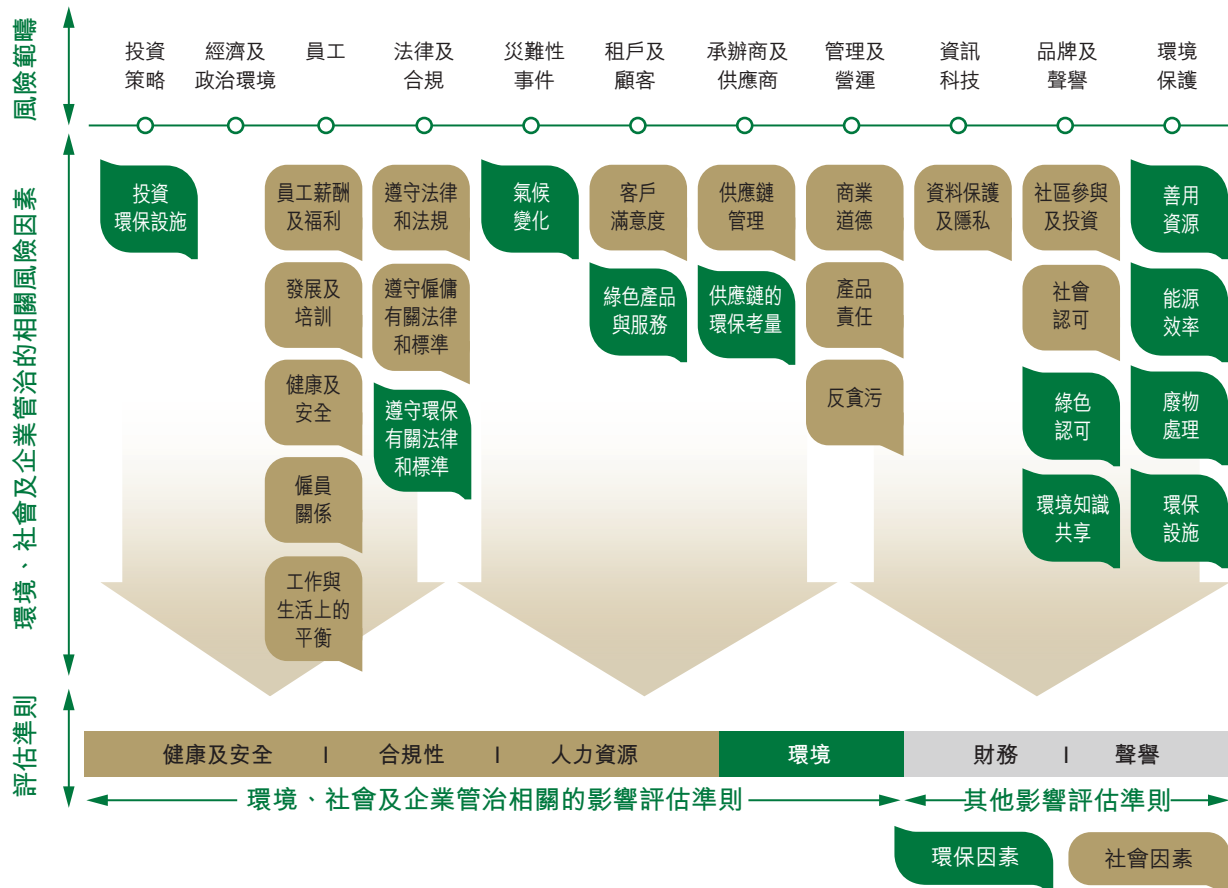 風險範疇
投資
策略
經濟及
政治環境
員工
法律及
合規
災難性
事件
租戶及
顧客
承辦商及
供應商
管理及
營運
資訊
科技
品牌及
聲譽
環境
保護
環境、社會及企業管治的相關風險因素
投資
環保設施
員工薪酬
及福利
發展及
培訓
健康及
安全
僱員
關係
工作與
生活上的
平衡
遵守法律
和法規
遵守僱傭
有關法律
和標準
遵守環保
有關法律
和標準
氣候
變化
客戶
滿意度
綠色產品
與服務
供應鏈
管理
供應鏈的
環保考量
商業
道德
產品
責任
反貪污
資料保護
及隱私
社區參與
及投資
社會
認可
綠色
認可
環境知識
共享
善用
資源
能源
效率
廢物
處理
環保
設施
評估準則
健康及安全 | 合規性 | 人力資源 環境 財務 | 聲譽
環境、社會及企業管治相關的影響評估準則 其他影響評估準則
環保因素 社會因素